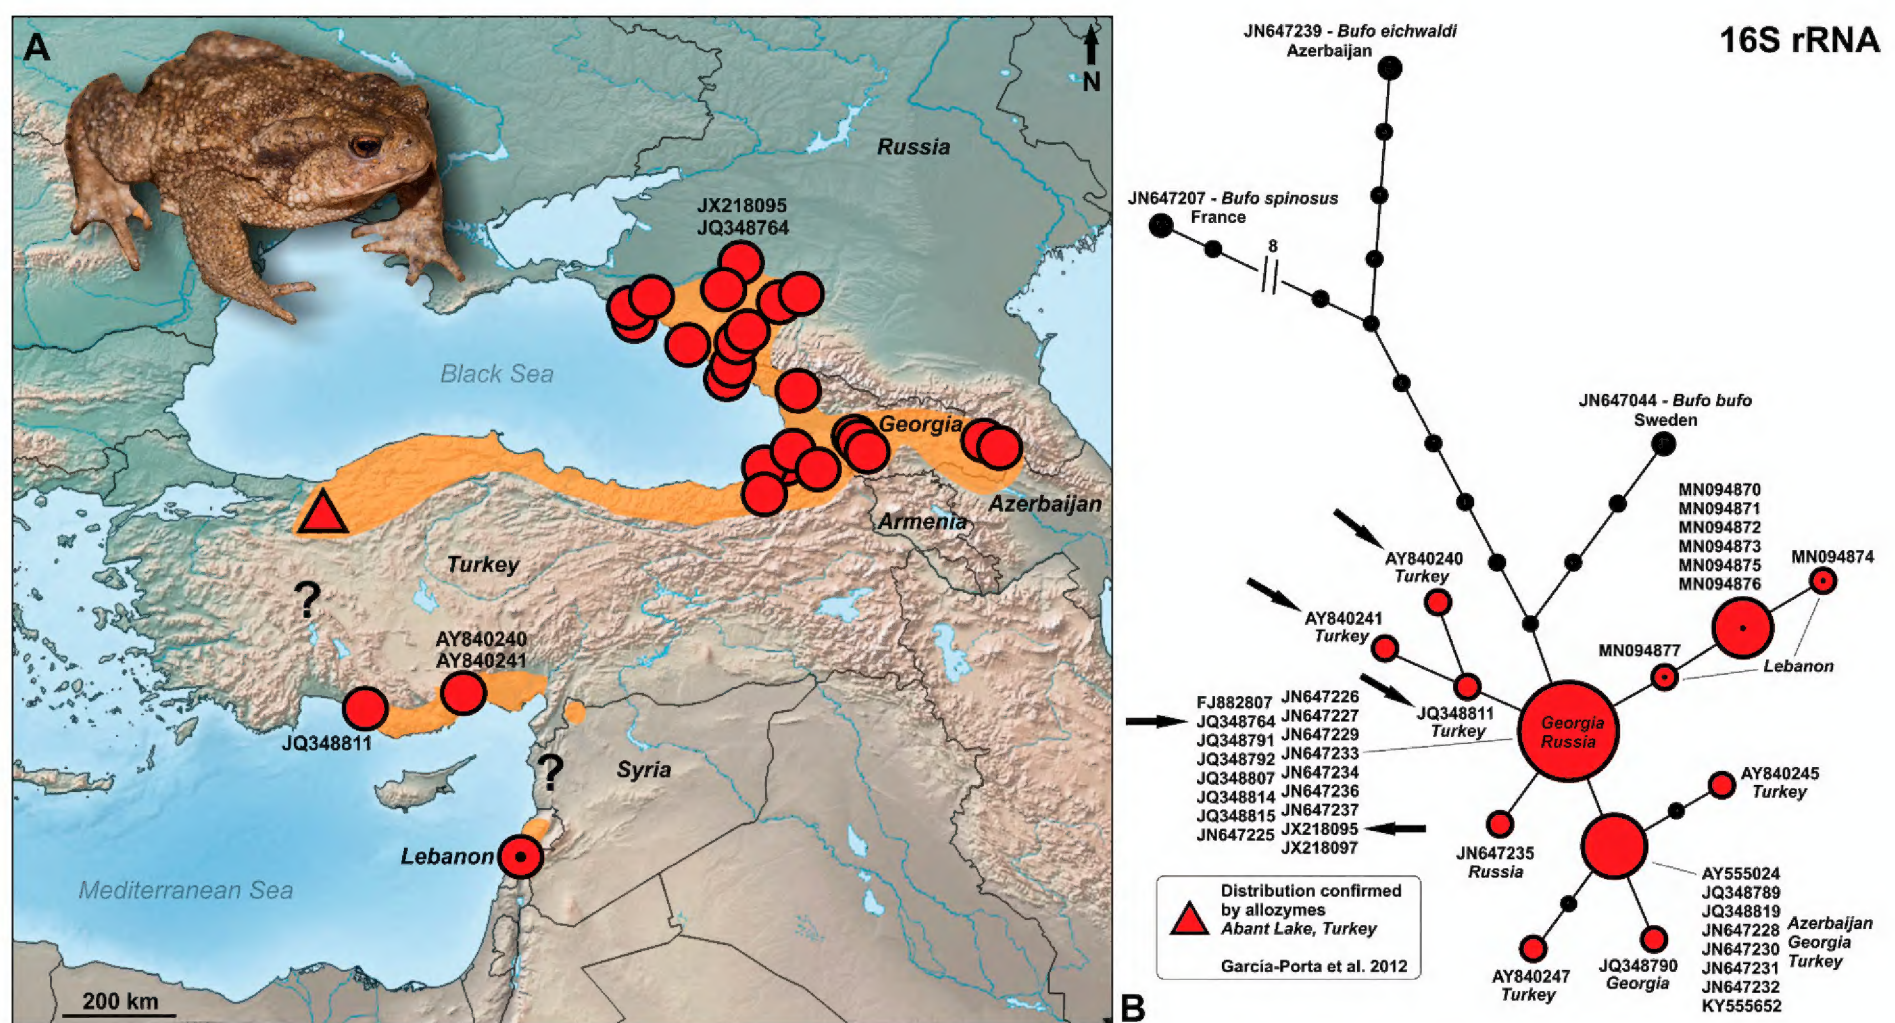 A
N
Russia
JX218095
JQ348764
Black Sea
Georgia
Azerbaijan
Armenia
Turkey
?
AY840240
AY840241
JQ348811
?
Syria
Lebanon
Mediterranean Sea
200 km
B
16S rRNA
JN647239 - Bufo eichwaldi
Azerbaijan
JN647207 - Bufo spinosus
France
8
JN647044 - Bufo bufo
Sweden
MN094870
MN094871
MN094872
MN094873
MN094875
MN094876
MN094874
MN094877
Lebanon
AY840240
Turkey
AY840241
Turkey
JQ348811
Turkey
Georgia
Russia
FJ882807
JQ348764
JQ348791
JQ348792
JQ348807
JQ348814
JQ348815
JN647225
JN647226
JN647227
JN647229
JN647233
JN647234
JN647236
JN647237
JX218095
JX218097
JN647235
Russia
AY840245
Turkey
AY840247
Turkey
JQ348790
Georgia
AY555024
JQ348789
JQ348819
JN647228
JN647230
JN647231
JN647232
KY555652
Azerbaijan
Georgia
Turkey
Distribution confirmed
by allozymes
Abant Lake, Turkey
García-Porta et al. 2012